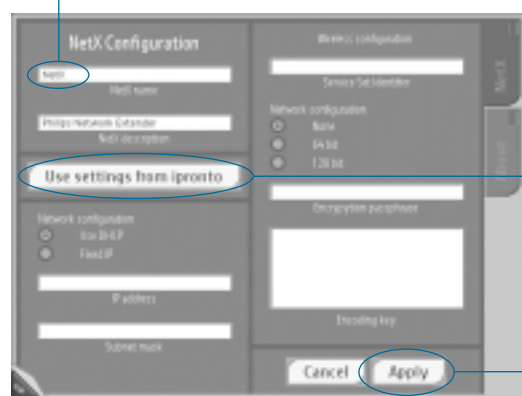 NetX Configuration
NetX
NetX name
Philips Network Extender
NetX description
Use settings from ipronto
Network configuration
Use DHCP
Fixed IP
IP address
Subnet mask
Wireless configuration
Service Set Identifier
Network configuration
None
64 bit
128 bit
Encryption passphrase
Encoding key
Cancel
Apply
NetX
About